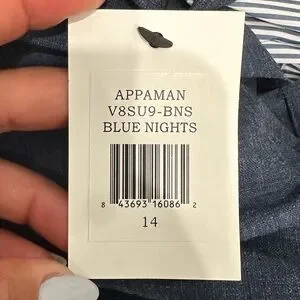 APPAMAN
V8SU9-BNS
BLUE NIGHTS
8 43693 16086 2
14